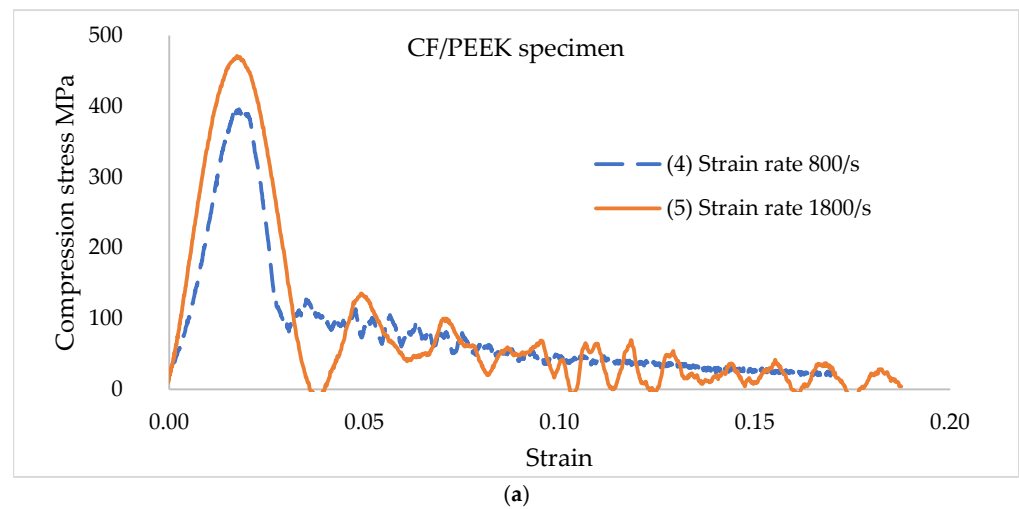 CF/PEEK specimen
Compression stress MPa
500
400
300
200
100
0
(4) Strain rate 800/s
(5) Strain rate 1800/s
0.00 0.05 0.10 0.15 0.20
Strain
(a)